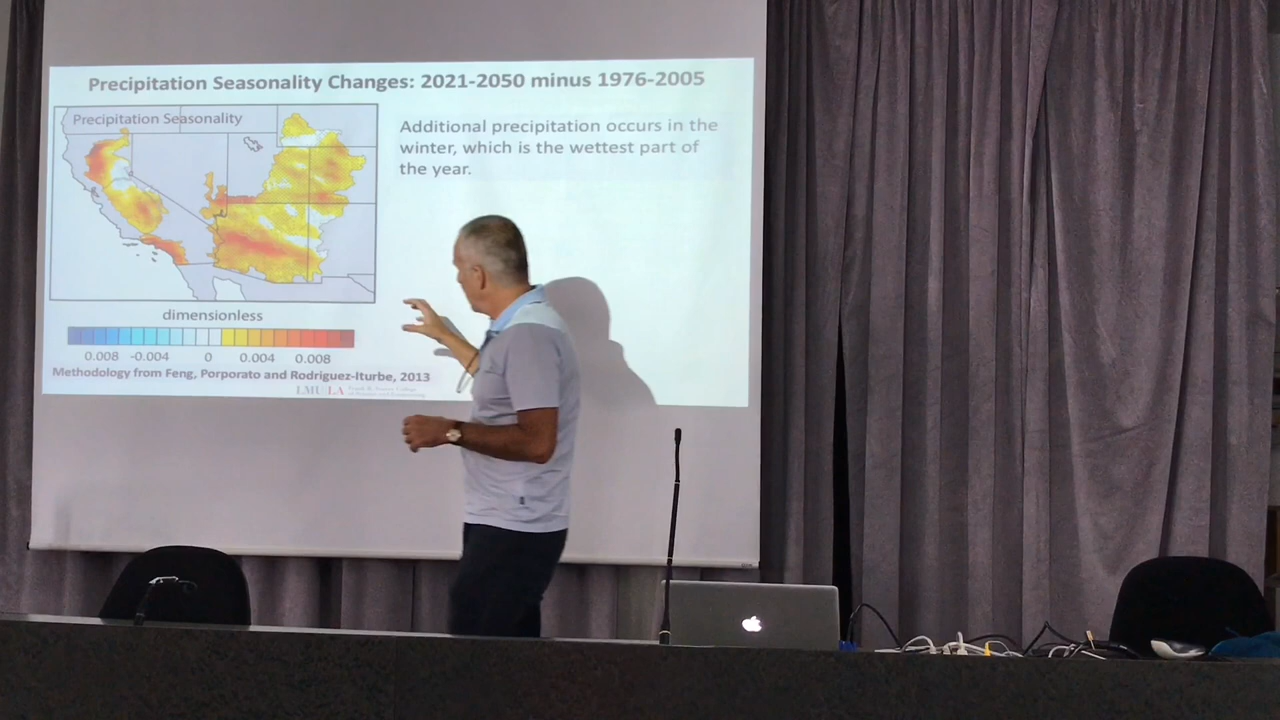 Precipitation Seasonality Changes: 2021-2050 minus 1976-2005
Precipitation Seasonality
Additional precipitation occurs in the
winter, which is the wettest part of
the year.
dimensionless
0.008 -0.004 0 0.004 0.008
Methodology from Feng, Porporato and Rodriguez-Iturbe, 2013
LMU LA